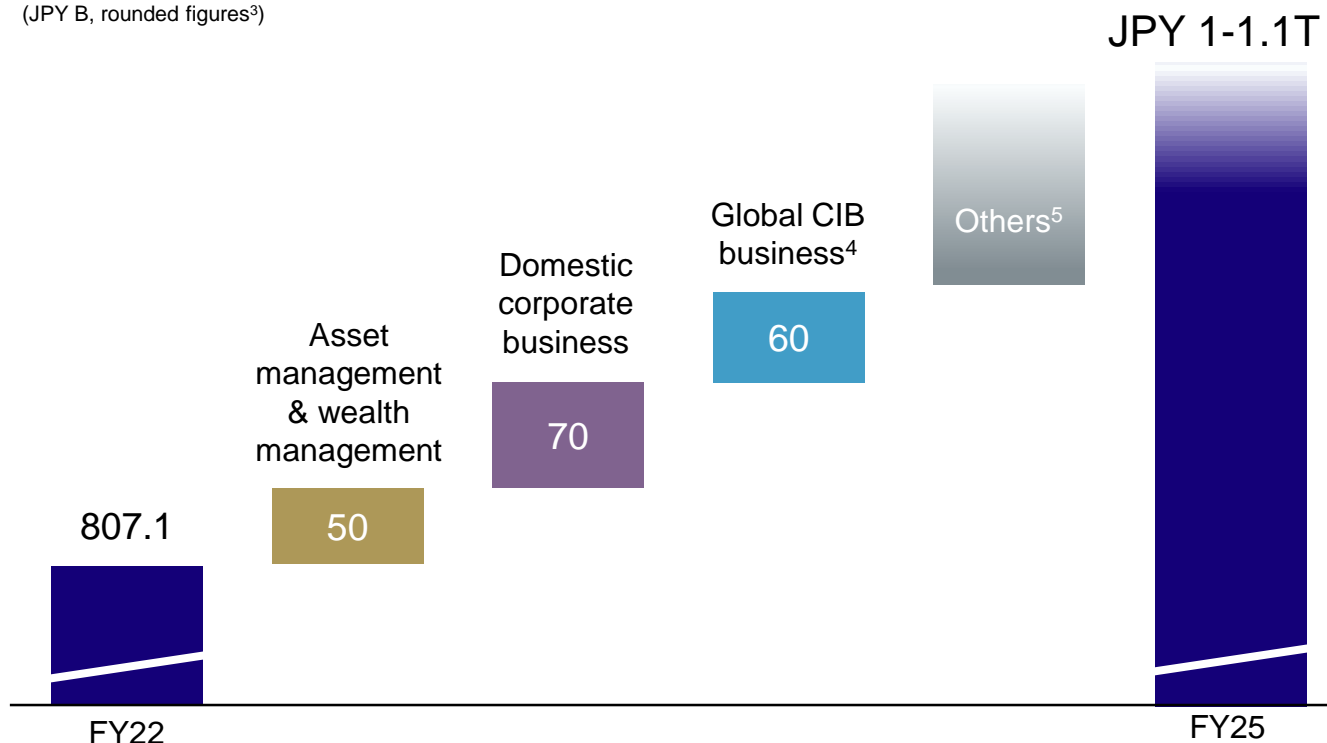 (JPY B, rounded figures³)
JPY 1-1.1T
Others⁵
Global CIB
business⁴
60
Domestic
corporate
business
70
Asset
management
& wealth
management
50
807.1
FY22
FY25